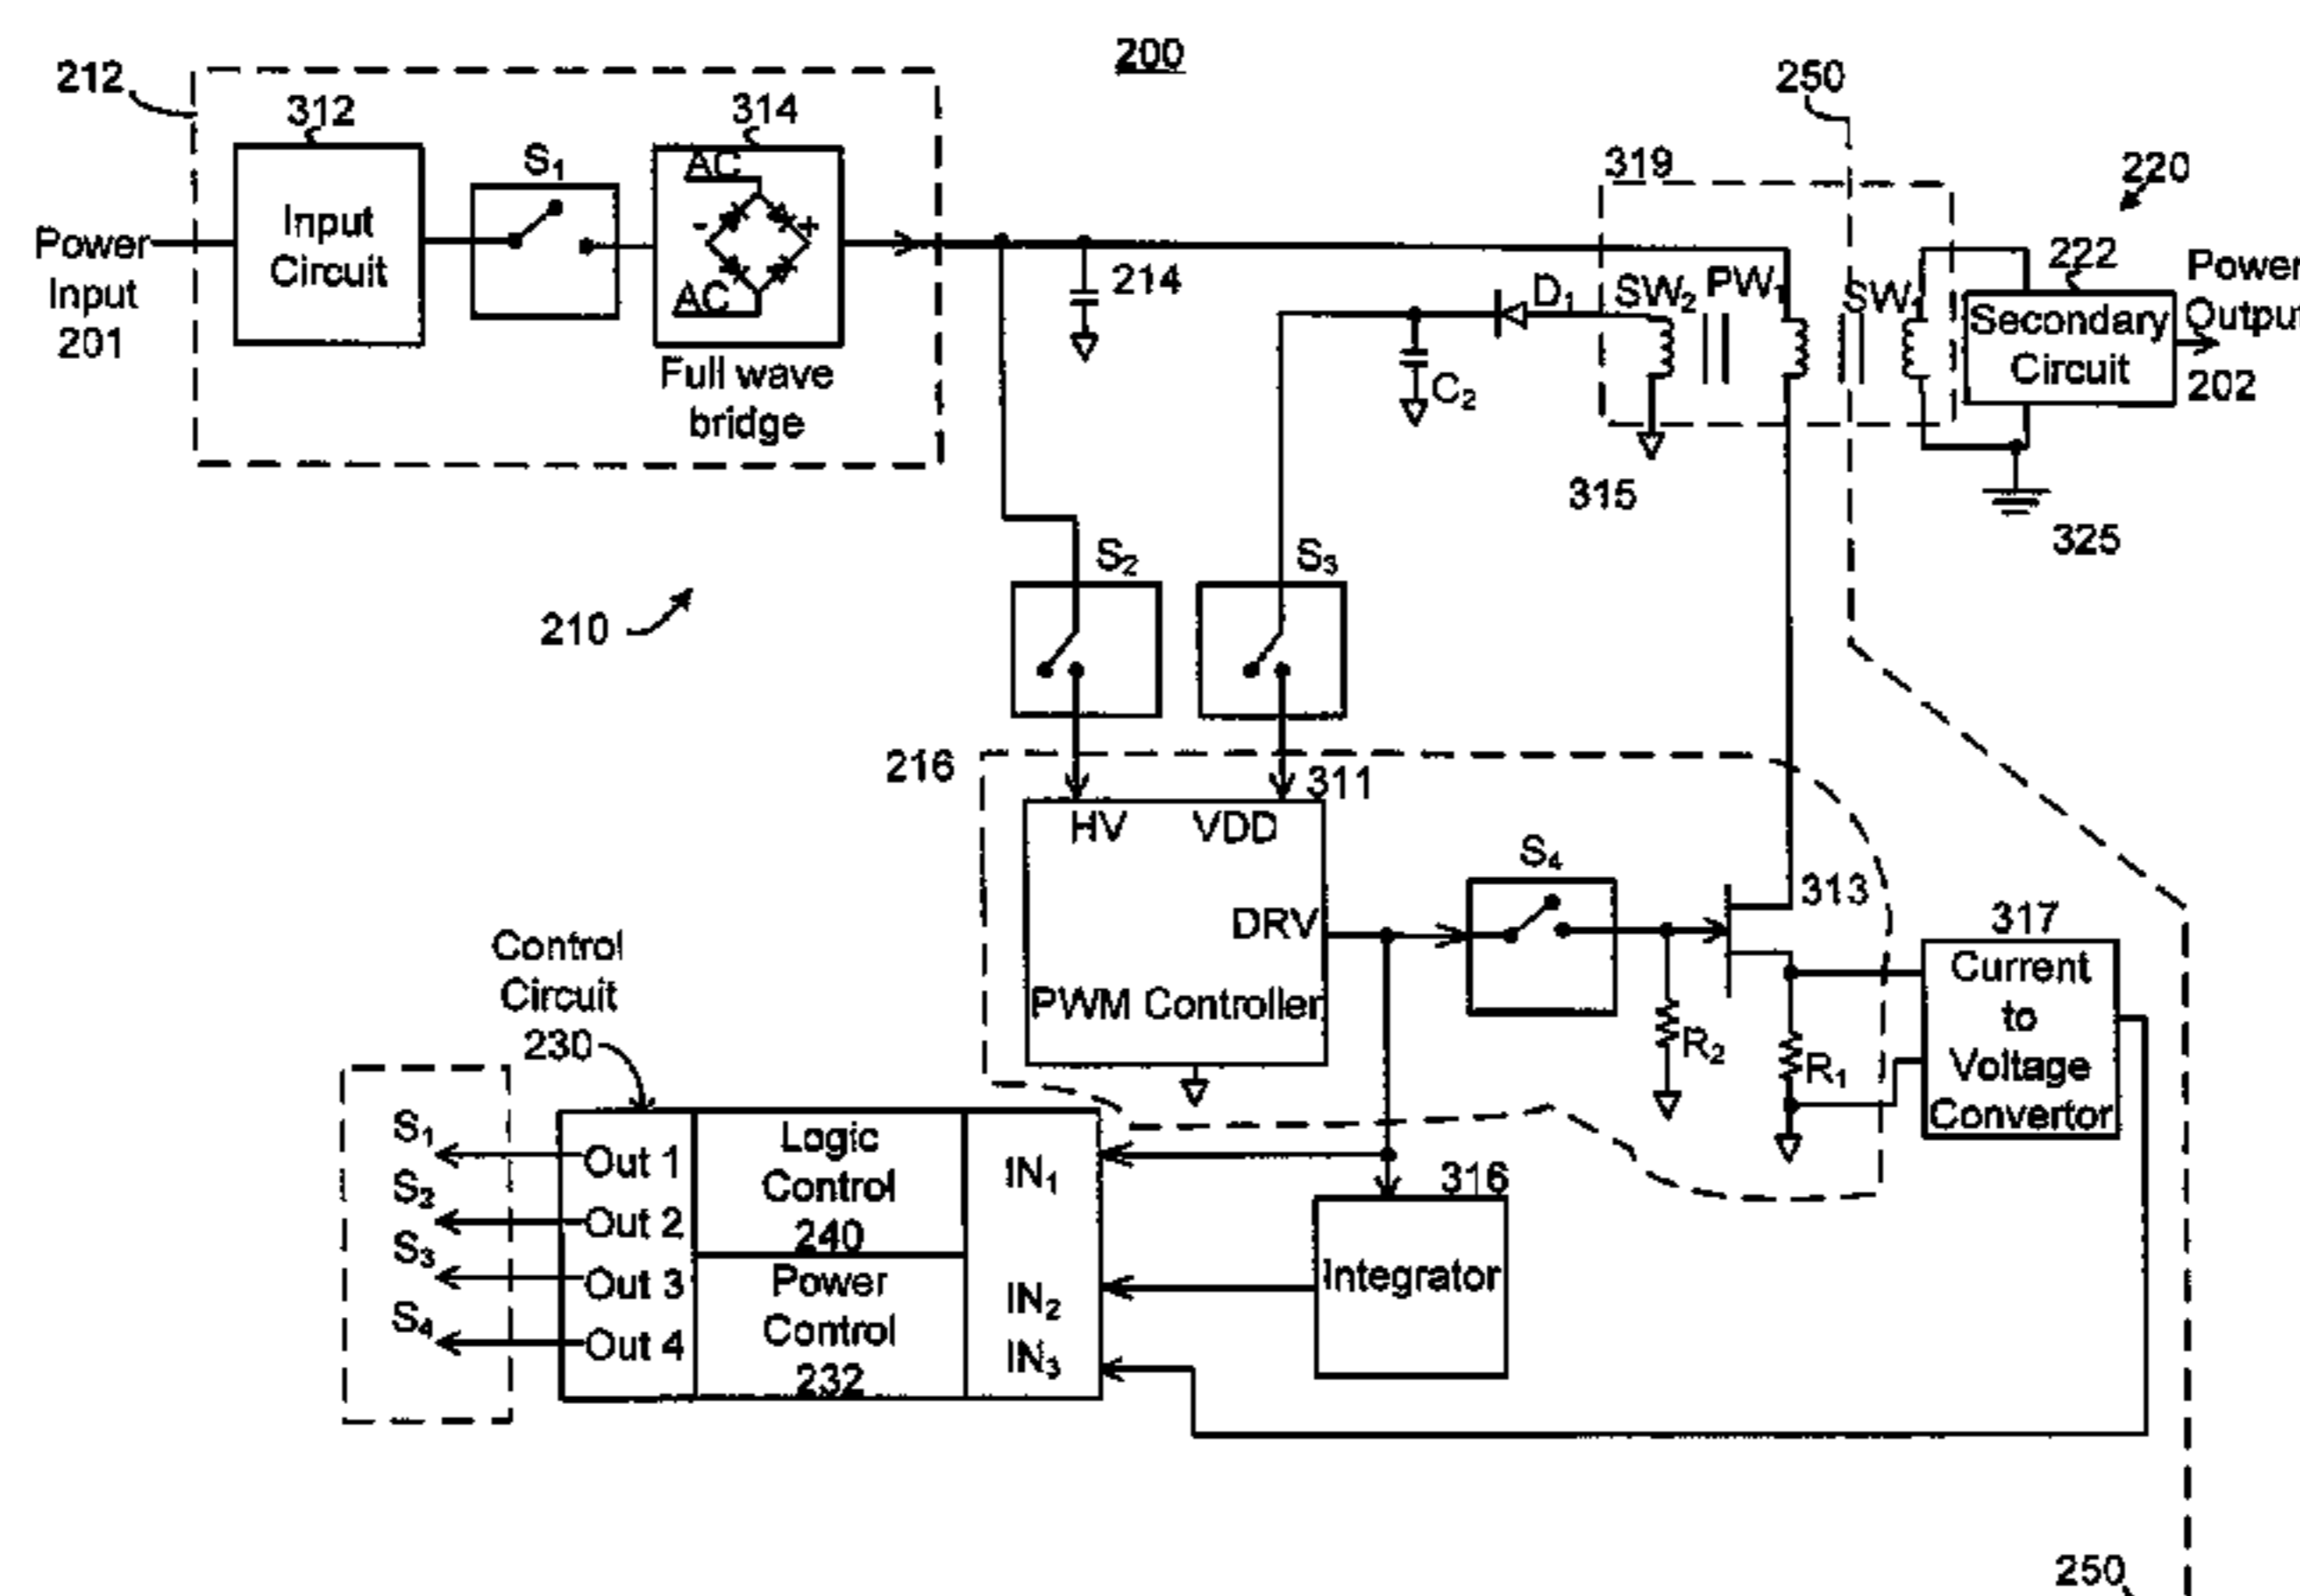 200
212
312
314
S1
AC
Input
Circuit
- +
AC
Power
Input
201
Full wave
bridge
214
250
319
220
D1
SW2
PW1
SW1
222
Secondary
Circuit
Power
Output
202
C2
315
325
210
S2
S3
216
311
HV
VDD
DRV
PWM Controller
S4
313
R2
R1
317
Current
to
Voltage
Convertor
Control
Circuit
230
S1
S2
S3
S4
Out 1
Out 2
Out 3
Out 4
Logic
Control
240
Power
Control
232
IN1
IN2
IN3
316
Integrator
250